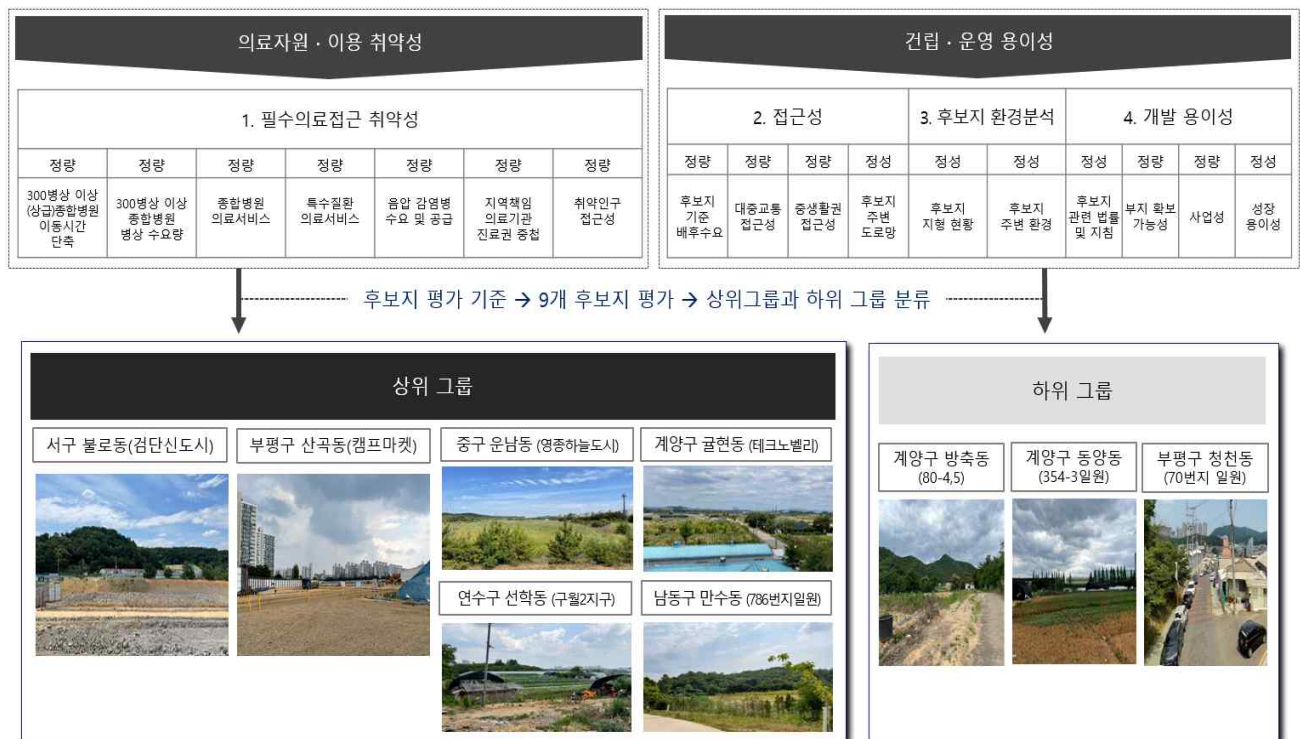 의료자원 · 이용 취약성
1. 필수의료접근 취약성
정량
정량
정량
정량
정량
정량
정량
300병상 이상
(상급)종합병원
이동시간
단축
300병상 이상
종합병원
병상 수요량
종합병원
의료서비스
특수질환
의료서비스
음압 감염병
수요 및 공급
지역책임
의료기관
진료권 중첩
취약인구
접근성
건립 · 운영 용이성
2. 접근성
3. 후보지 환경분석
4. 개발 용이성
정량
정량
정량
정성
정성
정성
정성
정량
정량
정성
후보지
기준
배후수요
대중교통
접근성
중생활권
접근성
후보지
주변
도로망
후보지
지형 현황
후보지
주변 환경
후보지
관련 법률
및 지침
부지 확보
가능성
사업성
성장
용이성
후보지 평가 기준 → 9개 후보지 평가 → 상위그룹과 하위 그룹 분류
상위 그룹
서구 불로동(검단신도시)
부평구 산곡동(캠프마켓)
중구 운남동 (영종하늘도시)
계양구 귤현동 (테크노벨리)
연수구 선학동 (구월2지구)
남동구 만수동 (786번지일원)
하위 그룹
계양구 방축동
(80-4,5)
계양구 동양동
(354-3일원)
부평구 청천동
(70번지 일원)